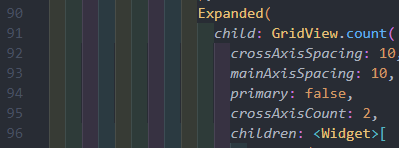 90 Expanded(
91 child: GridView.count(
92 crossAxisSpacing: 10,
93 mainAxisSpacing: 10,
94 primary: false,
95 crossAxisCount: 2,
96 children: <Widget>[